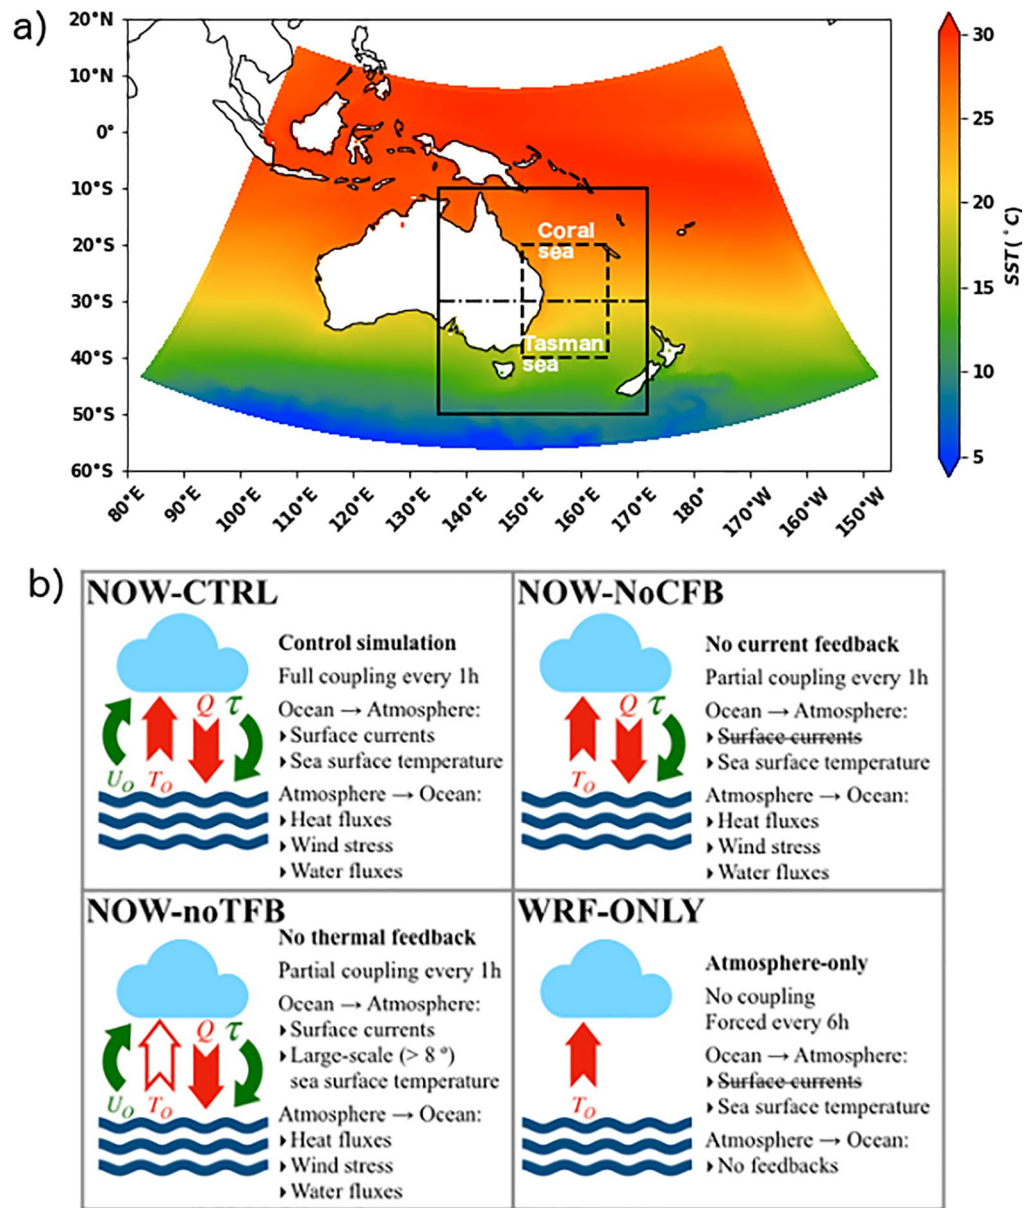 a)
20°N
10°N
0°
10°S
20°S
30°S
40°S
50°S
60°S
80°E
90°E
100°E
110°E
120°E
130°E
140°E
150°E
160°E
170°E
180°
170°W
160°W
150°W
Coral
sea
Tasman
sea
30
25
20
15
10
5
SST(°C)
b)
NOW-CTRL
Control simulation
Full coupling every 1h
Ocean → Atmosphere:
Surface currents
Sea surface temperature
Atmosphere → Ocean:
Heat fluxes
Wind stress
Water fluxes
Q τ
U_O T_O
NOW-NoCFB
No current feedback
Partial coupling every 1h
Ocean → Atmosphere:
Surface currents
Sea surface temperature
Atmosphere → Ocean:
Heat fluxes
Wind stress
Water fluxes
Q τ
T_O
NOW-noTFB
No thermal feedback
Partial coupling every 1h
Ocean → Atmosphere:
Surface currents
Large-scale (> 8 °)
sea surface temperature
Atmosphere → Ocean:
Heat fluxes
Wind stress
Water fluxes
Q τ
U_O T_O
WRF-ONLY
Atmosphere-only
No coupling
Forced every 6h
Ocean → Atmosphere:
Surface currents
Sea surface temperature
Atmosphere → Ocean:
No feedbacks
T_O